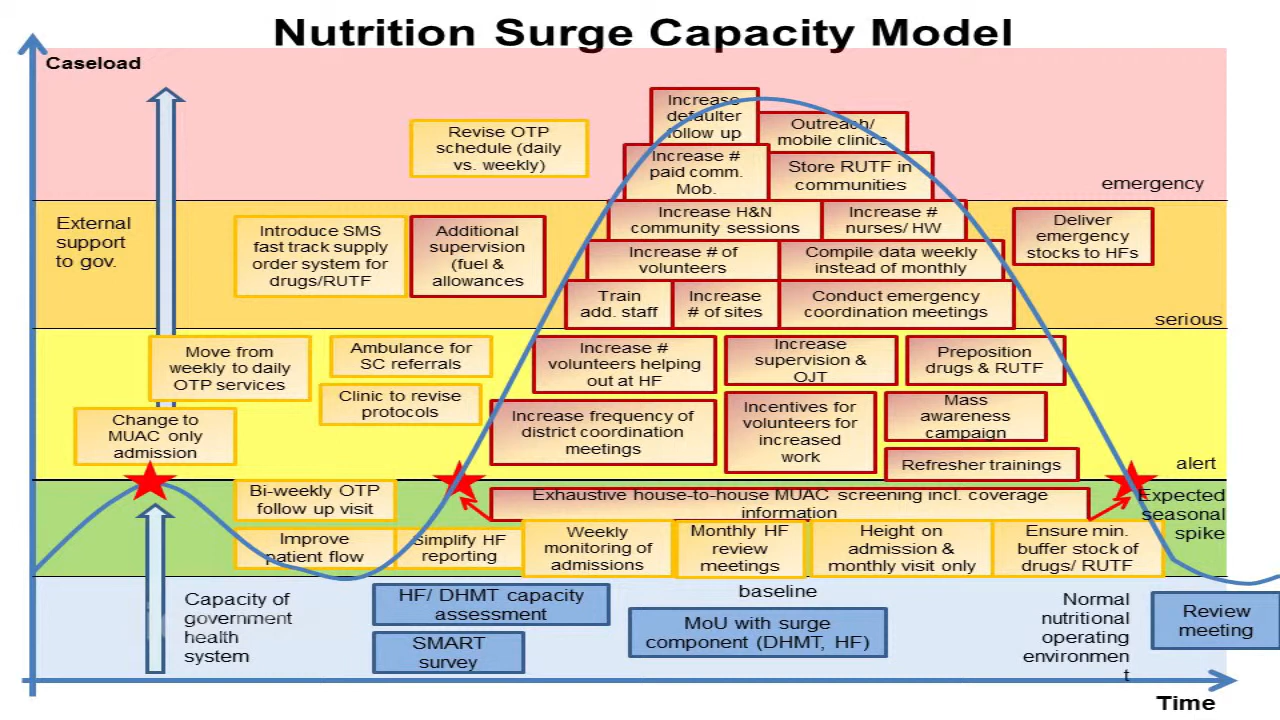 Nutrition Surge Capacity Model
Caseload
Increase
defaulter
follow up
Outreach/
mobile clinics
Revise OTP
schedule (daily
vs. weekly)
Increase #
paid comm.
Mob.
Store RUTF in
communities
emergency
External
support
to gov.
Introduce SMS
fast track supply
order system for
drugs/RUTF
Additional
supervision
(fuel &
allowances
Increase H&N
community sessions
Increase #
nurses/ HW
Deliver
emergency
stocks to HFs
Increase # of
volunteers
Compile data weekly
instead of monthly
Train
add. staff
Increase
# of sites
Conduct emergency
coordination meetings
serious
Move from
weekly to daily
OTP services
Ambulance for
SC referrals
Increase #
volunteers helping
out at HF
Increase
supervision &
OJT
Preposition
drugs & RUTF
Clinic to revise
protocols
Change to
MUAC only
admission
Increase frequency of
district coordination
meetings
Incentives for
volunteers for
increased
work
Mass
awareness
campaign
Refresher trainings
alert
Bi-weekly OTP
follow up visit
Exhaustive house-to-house MUAC screening incl. coverage
information
Expected
seasonal
spike
Improve
patient flow
Simplify HF
reporting
Weekly
monitoring of
admissions
Monthly HF
review
meetings
Height on
admission &
monthly visit only
Ensure min.
buffer stock of
drugs/ RUTF
baseline
Capacity of
government
health
system
HF/ DHMT capacity
assessment
SMART
survey
MoU with surge
component (DHMT, HF)
Normal
nutritional
operating
environmen
t
Review
meeting
Time